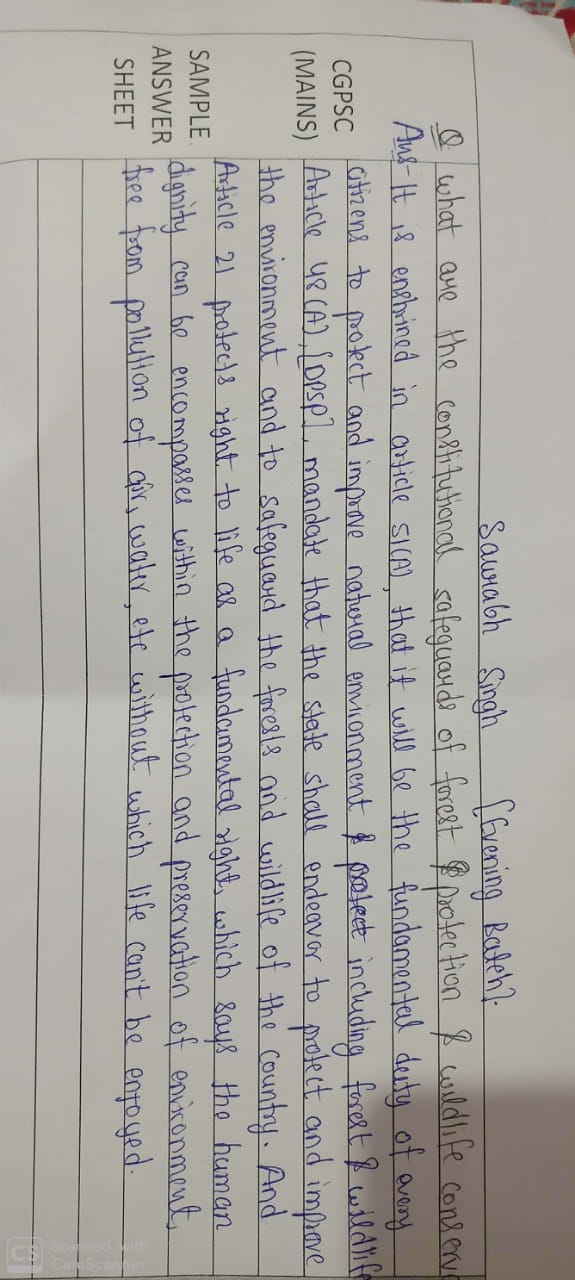 Saurabh Singh [Evening Batch].
Q. what are the constitutional safeguards of forest & protection & wildlife conserv
Ans- It is enshrined in article 51(A), that it will be the fundamental duty of every
citizens to protect and improve natural environment & protect including forest & wildlife
Article 48(A), [DPSP], mandate that the state shall endeavor to protect and improve
the environment and to safeguard the forests and wildlife of the country. And
Article 21 protects right to life as a fundamental right, which says the human
dignity can be encompasses within the protection and preservation of environment,
free from pollution of air, water, etc without which life can't be enjoyed.
CGPSC
(MAINS)
SAMPLE
ANSWER
SHEET
CS Scanned with
CamScanner